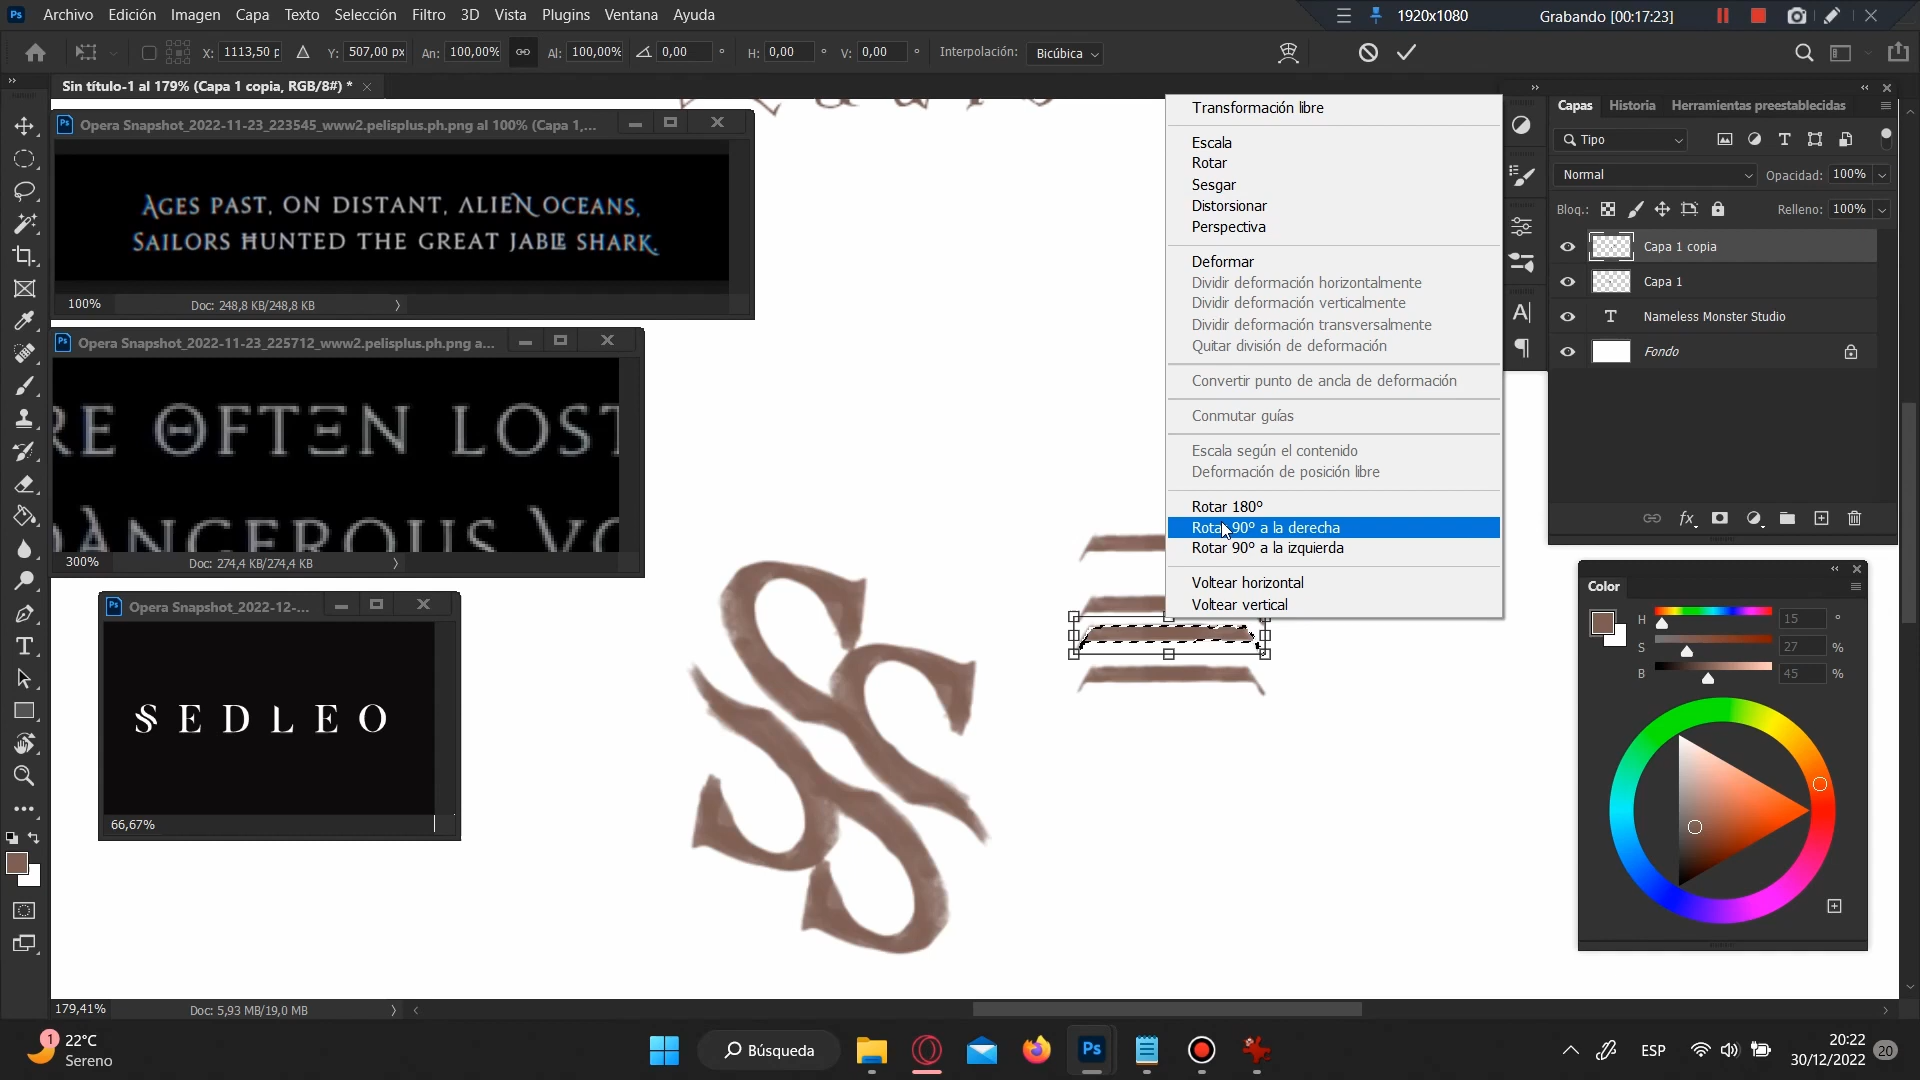 Archivo Edición Imagen Capa Texto Selección Filtro 3D Vista Plugins Ventana Ayuda
1920x1080 Grabando [00:17:23]
X: 1113,50 p Y: 507,00 px An: 100,00% Al: 100,00% 0,00 ° H: 0,00 ° V: 0,00 ° Interpolación: Bicúbica
Sin título-1 al 179% (Capa 1 copia, RGB/8#) *
Opera Snapshot_2022-11-23_223545_www2.pelisplus.ph.png al 100% (Capa 1,...
AGES PAST, ON DISTANT, ALIEN OCEANS,
SAILORS HUNTED THE GREAT JABLE SHARK.
100% Doc: 248,8 KB/248,8 KB
Opera Snapshot_2022-11-23_225712_www2.pelisplus.ph.png a...
RE OFTEN LOST
DANGEROUS VO
300% Doc: 274,4 KB/274,4 KB
Opera Snapshot_2022-12-...
SSEDLEO
66,67%
Transformación libre
Escala
Rotar
Sesgar
Distorsionar
Perspectiva
Deformar
Dividir deformación horizontalmente
Dividir deformación verticalmente
Dividir deformación transversalmente
Quitar división de deformación
Convertir punto de ancla de deformación
Conmutar guías
Escala según el contenido
Deformación de posición libre
Rotar 180º
Rotar 90º a la derecha
Rotar 90º a la izquierda
Voltear horizontal
Voltear vertical
Capas Historia Herramientas preestablecidas
Tipo
Normal Opacidad: 100%
Bloq.: Relleno: 100%
Capa 1 copia
Capa 1
Nameless Monster Studio
Fondo
Color
H 15 °
S 27 %
B 45 %
179,41% Doc: 5,93 MB/19,0 MB
1 22°C
Sereno
Búsqueda
ESP
20:22
30/12/2022
20